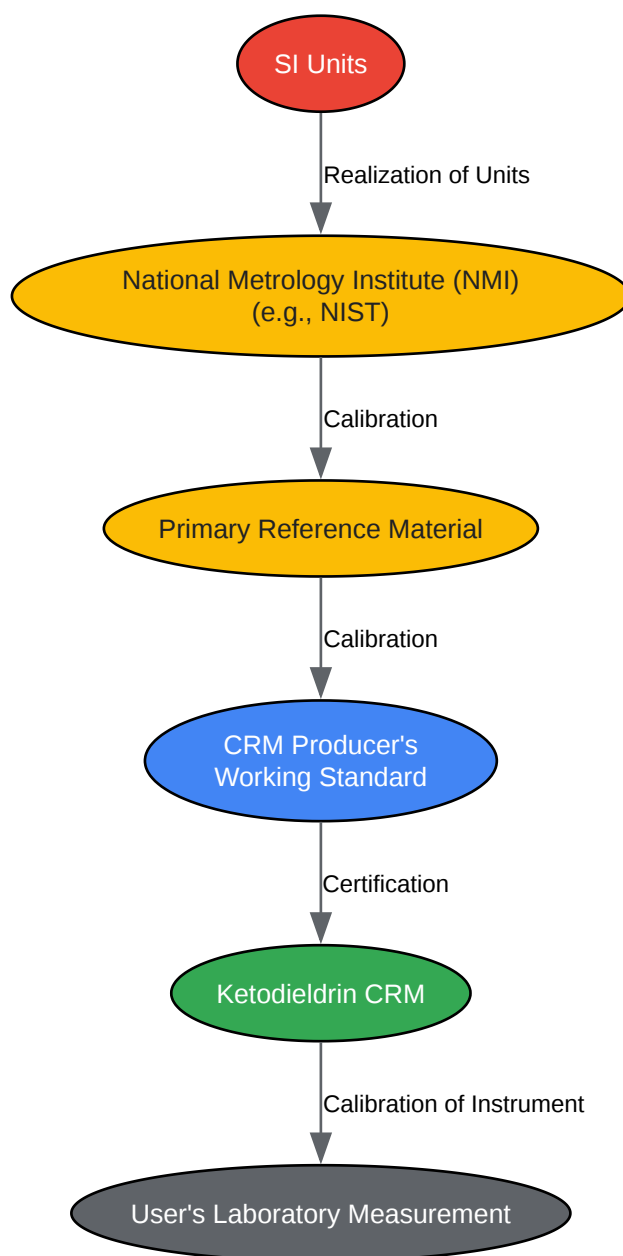 SI Units
Realization of Units
National Metrology Institute (NMI)
(e.g., NIST)
Calibration
Primary Reference Material
Calibration
CRM Producer's
Working Standard
Certification
Ketodieldrin CRM
Calibration of Instrument
User's Laboratory Measurement